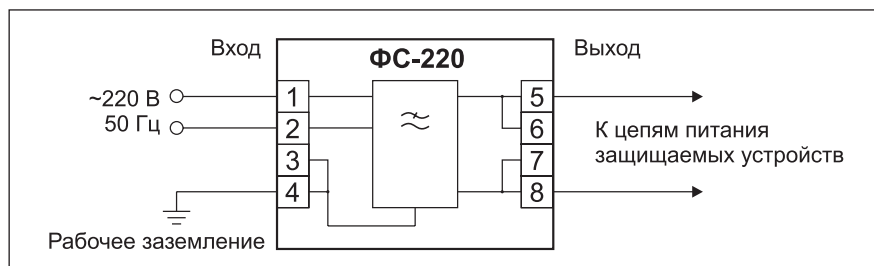 Вход
ФС-220
Выход
~220 В
50 Гц
1
2
3
4
5
6
7
8
К цепям питания
защищаемых устройств
Рабочее заземление